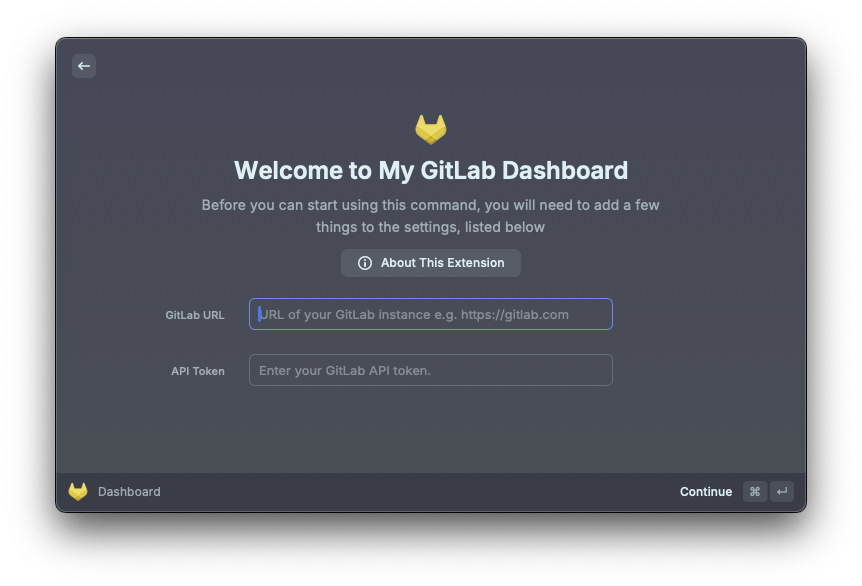 Welcome to My GitLab Dashboard
Before you can start using this command, you will need to add a few
things to the settings, listed below
About This Extension
GitLab URL
URL of your GitLab instance e.g. https://gitlab.com
API Token
Enter your GitLab API token.
Dashboard
Continue ⌘ ↵